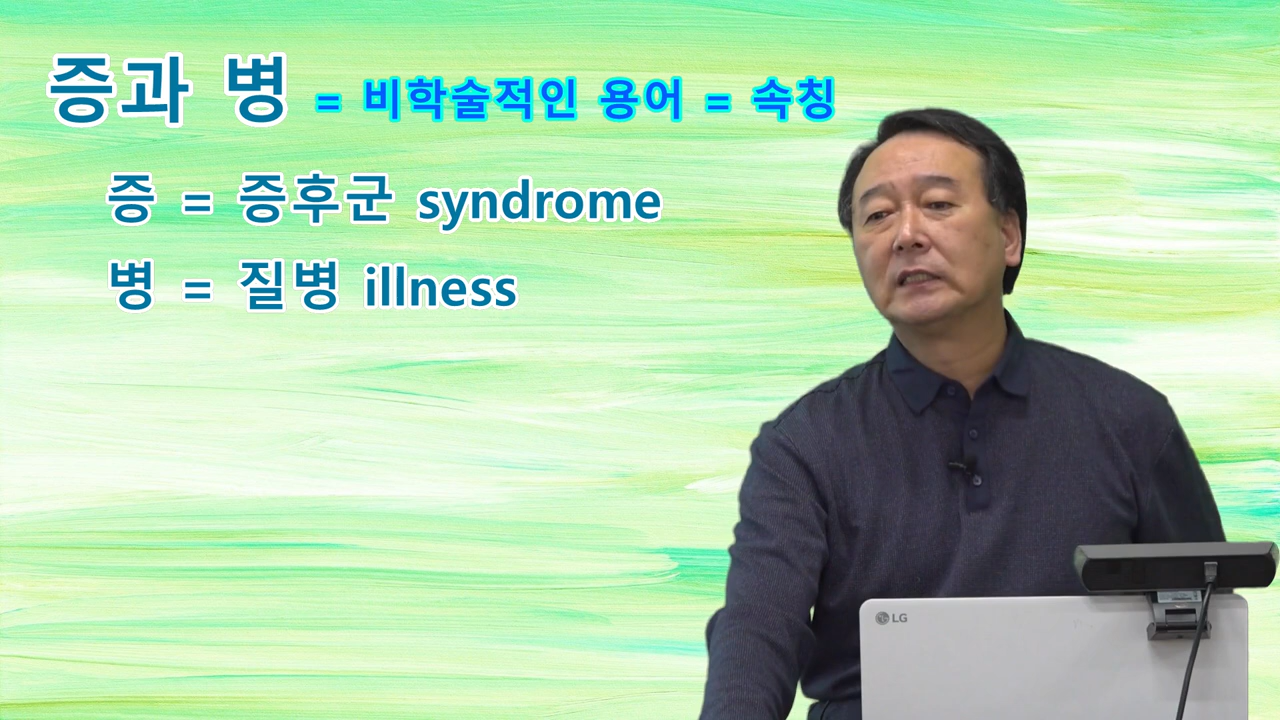 증과 병 = 비학술적인 용어 = 속칭
증 = 증후군 syndrome
병 = 질병 illness
LG